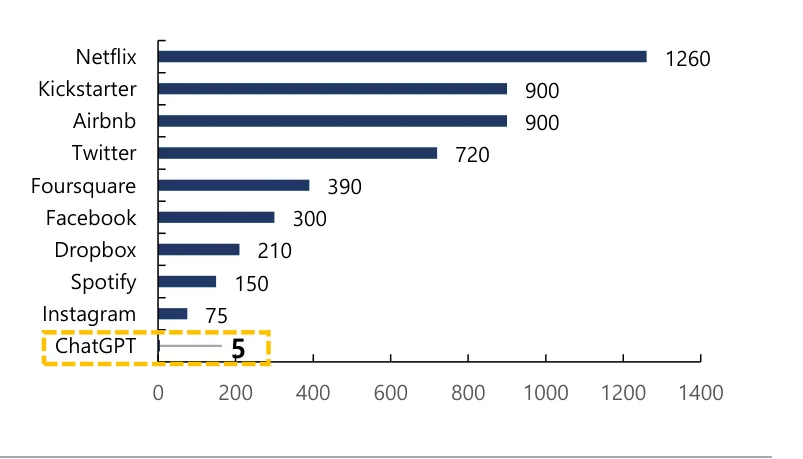 Netflix 1260
Kickstarter 900
Airbnb 900
Twitter 720
Foursquare 390
Facebook 300
Dropbox 210
Spotify 150
Instagram 75
ChatGPT 5
0 200 400 600 800 1000 1200 1400